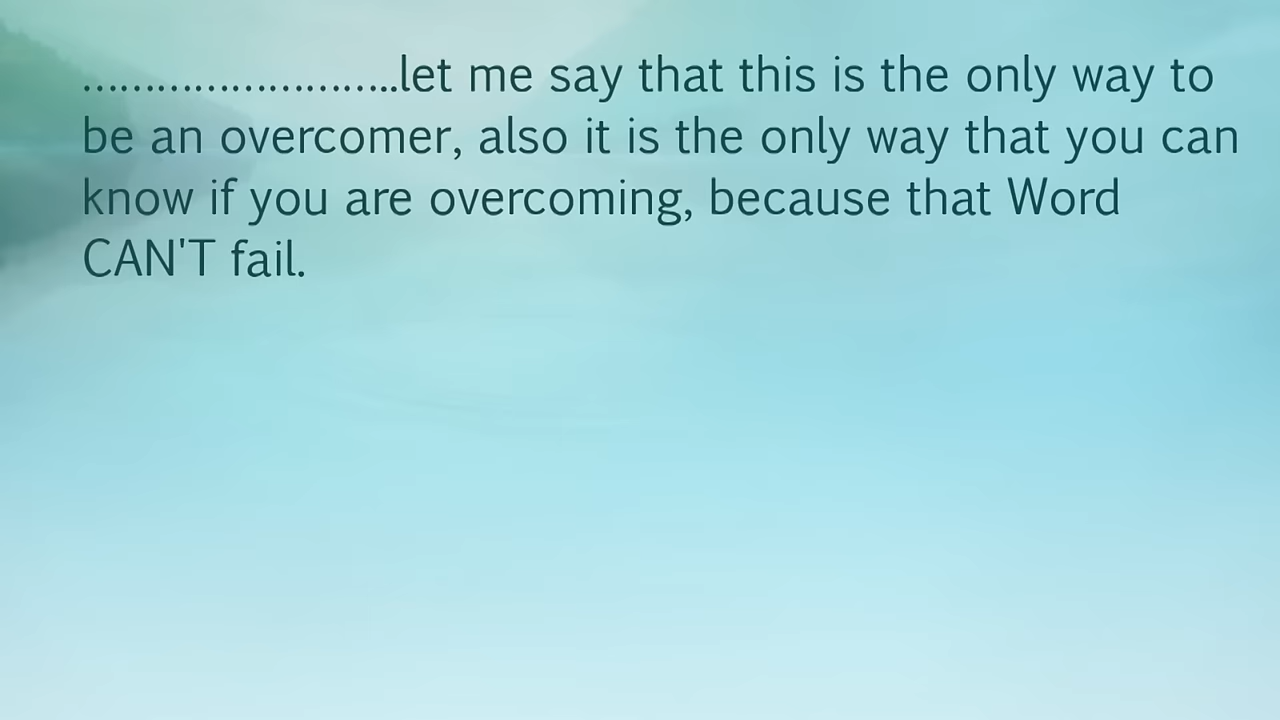 ………………………..let me say that this is the only way to
be an overcomer, also it is the only way that you can
know if you are overcoming, because that Word
CAN'T fail.